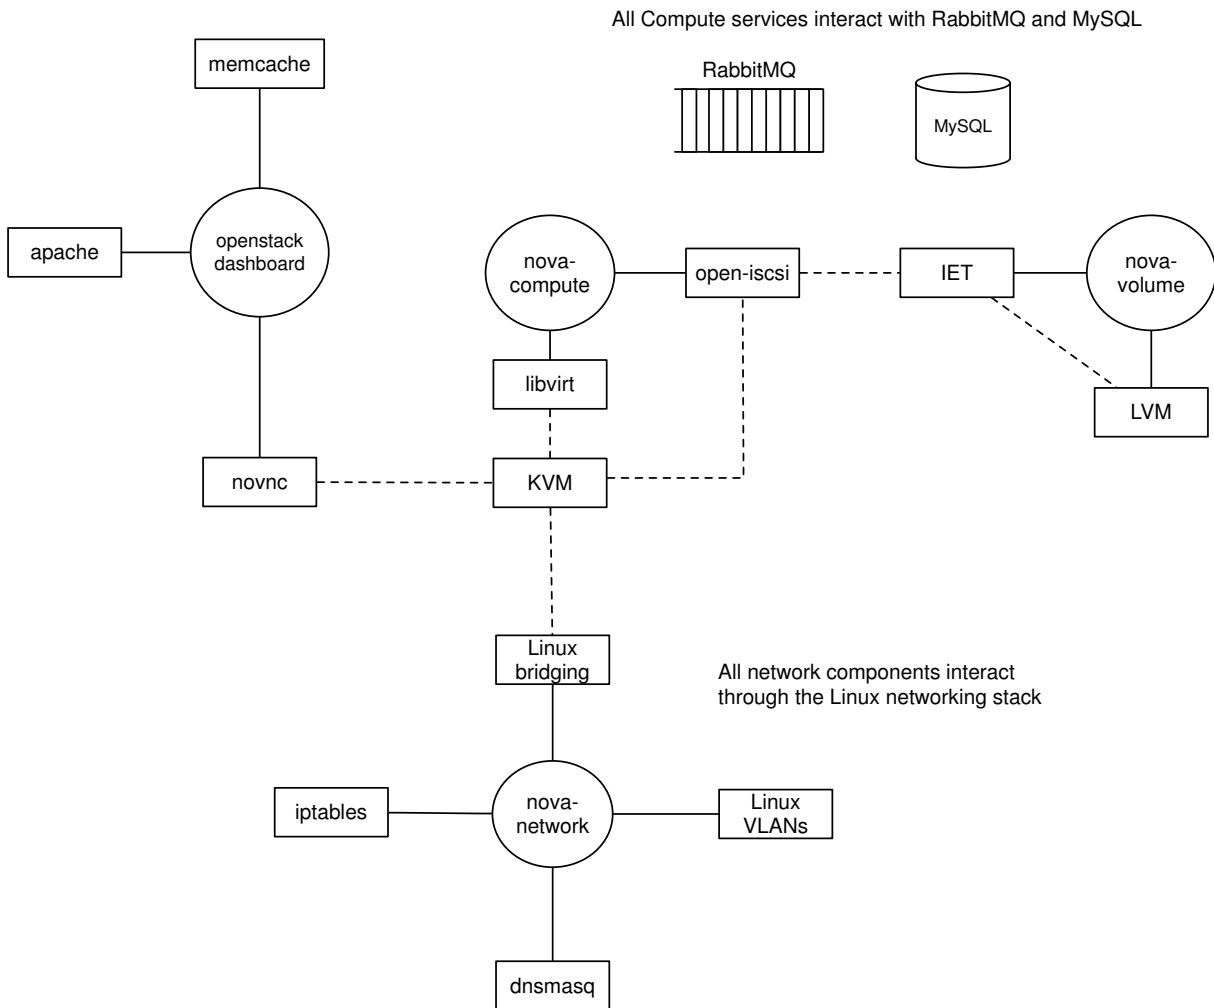 All Compute services interact with RabbitMQ and MySQL
memcache
RabbitMQ
MySQL
apache
openstack
dashboard
nova-
compute
open-iscsi
IET
nova-
volume
libvirt
LVM
novnc
KVM
Linux
bridging
All network components interact
through the Linux networking stack
iptables
nova-
network
Linux
VLANs
dnsmasq